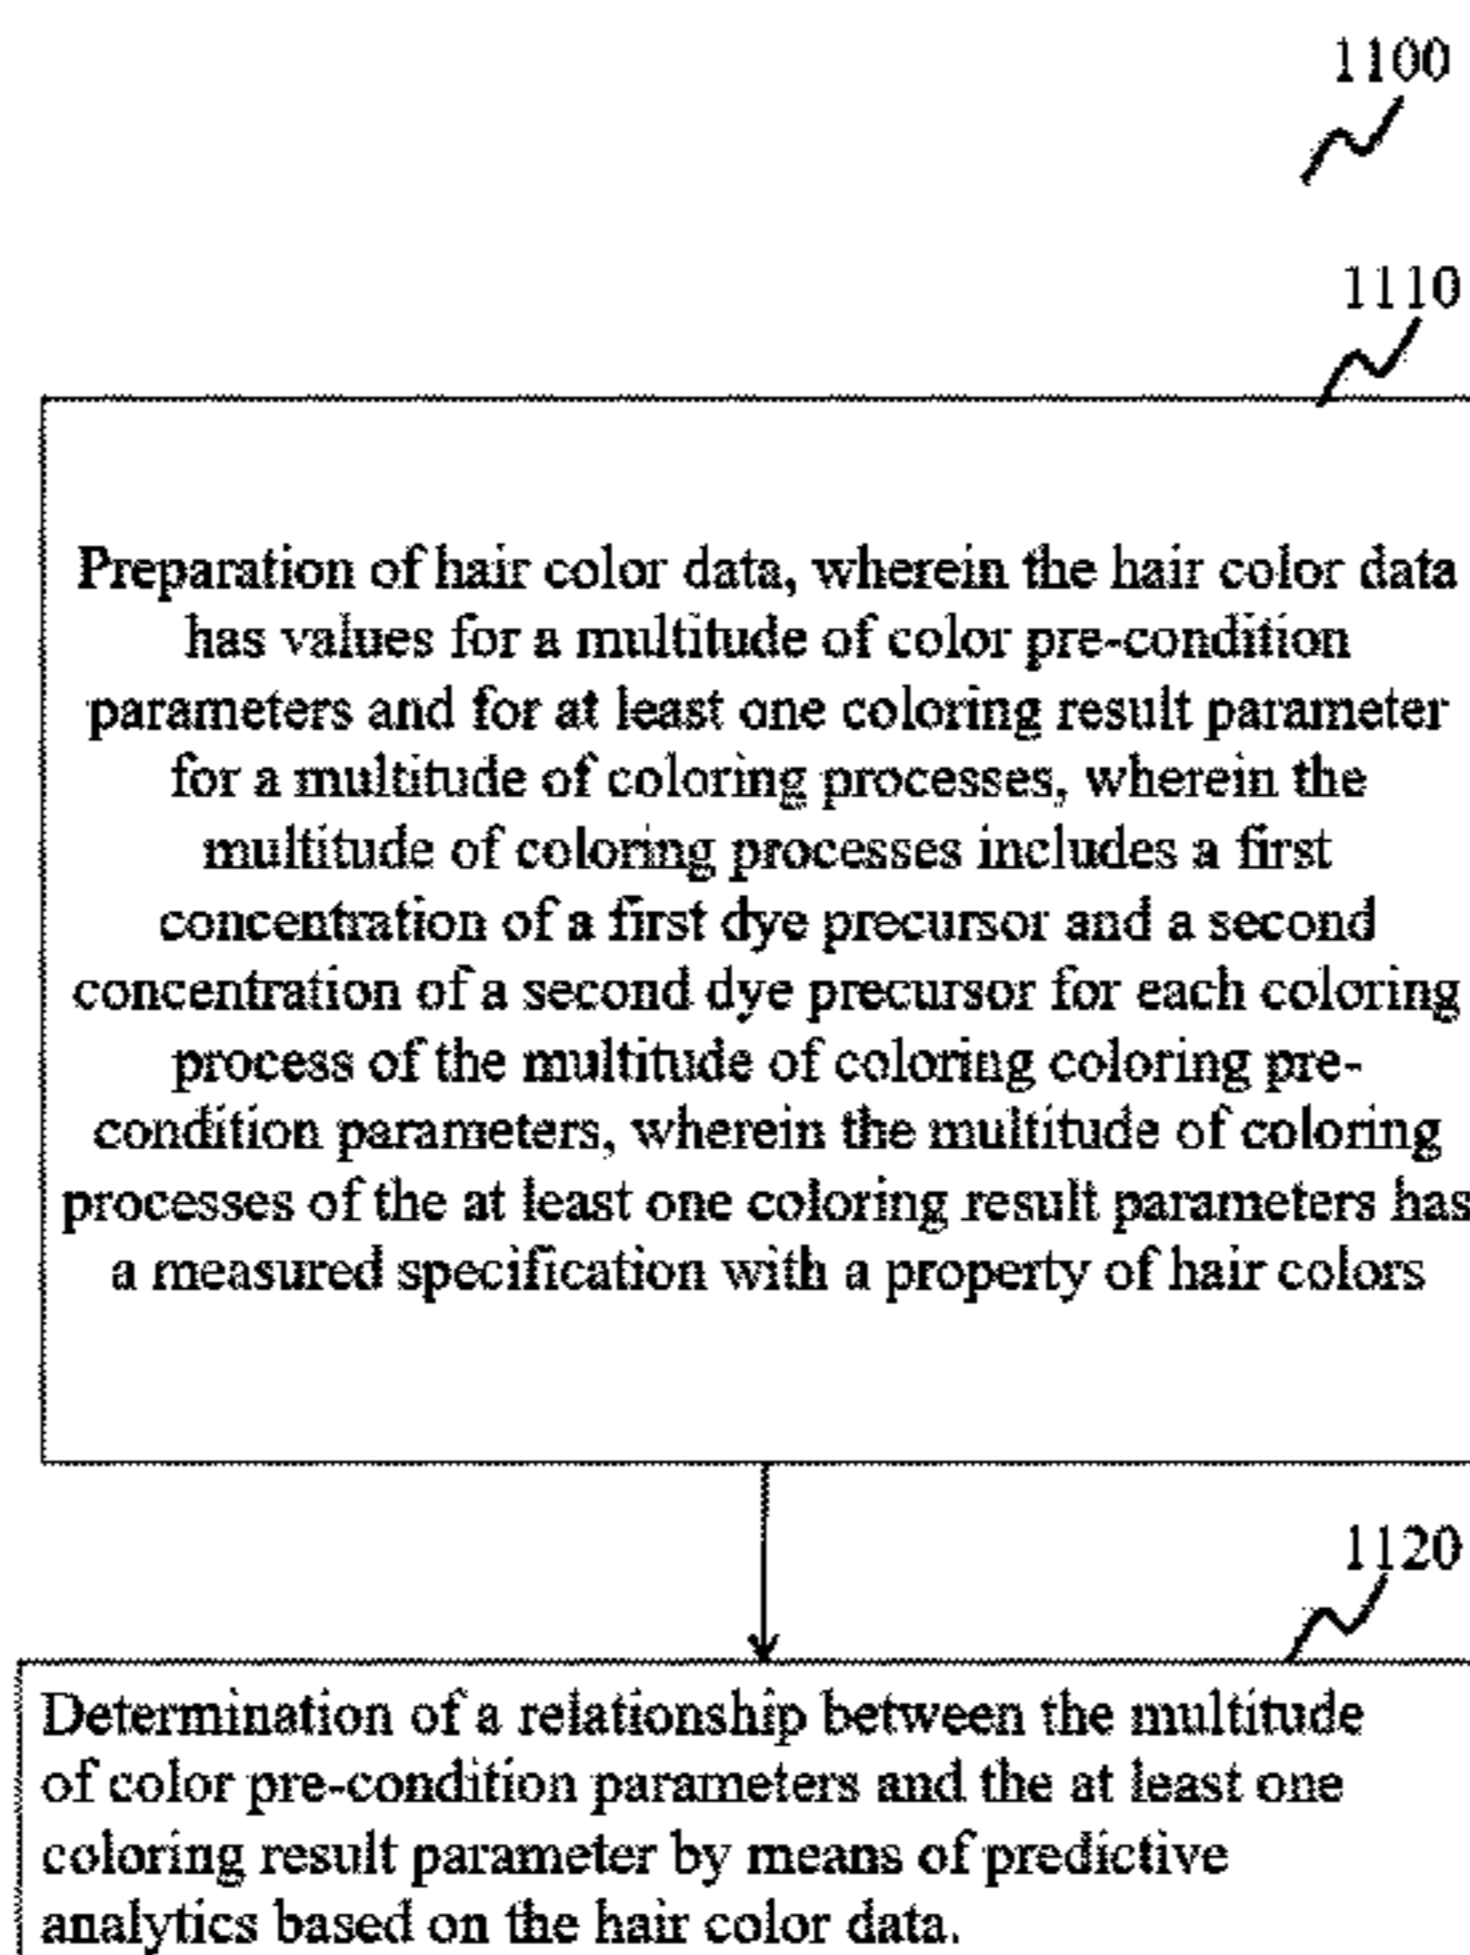 1100
1110
Preparation of hair color data, wherein the hair color data
has values for a multitude of color pre-condition
parameters and for at least one coloring result parameter
for a multitude of coloring processes, wherein the
multitude of coloring processes includes a first
concentration of a first dye precursor and a second
concentration of a second dye precursor for each coloring
process of the multitude of coloring coloring pre-
condition parameters, wherein the multitude of coloring
processes of the at least one coloring result parameters has
a measured specification with a property of hair colors
1120
Determination of a relationship between the multitude
of color pre-condition parameters and the at least one
coloring result parameter by means of predictive
analytics based on the hair color data.